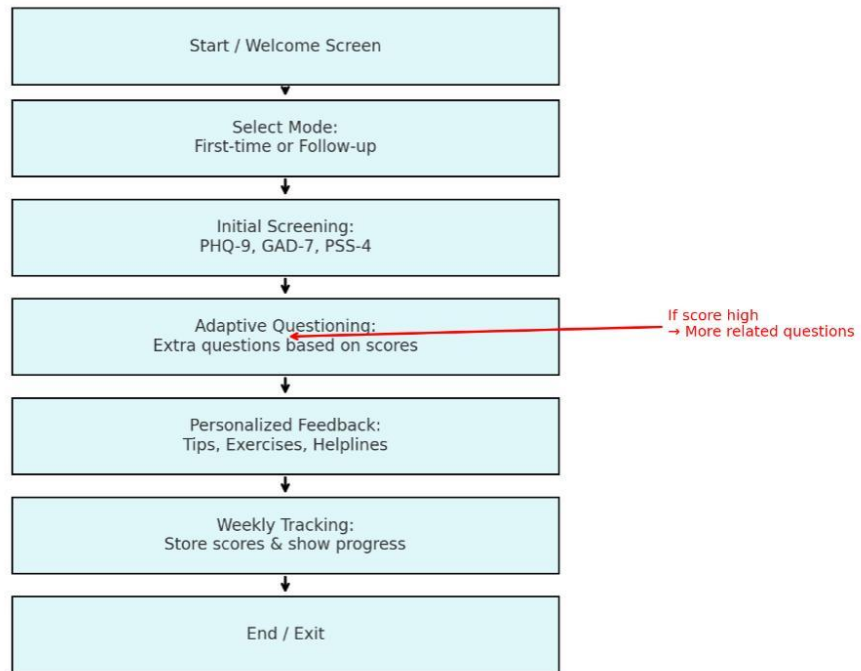 Start / Welcome Screen
Select Mode:
First-time or Follow-up
Initial Screening:
PHQ-9, GAD-7, PSS-4
Adaptive Questioning:
Extra questions based on scores
If score high
→ More related questions
Personalized Feedback:
Tips, Exercises, Helplines
Weekly Tracking:
Store scores & show progress
End / Exit